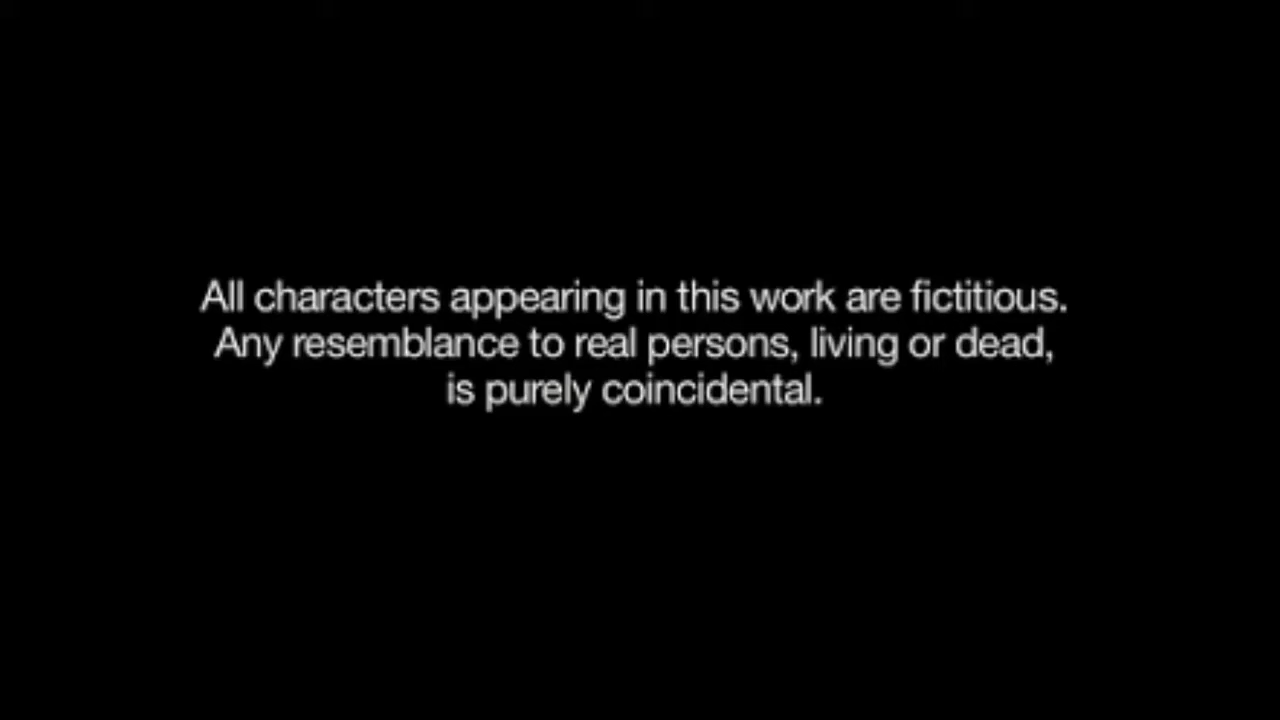 All characters appearing in this work are fictitious.
Any resemblance to real persons, living or dead,
is purely coincidental.